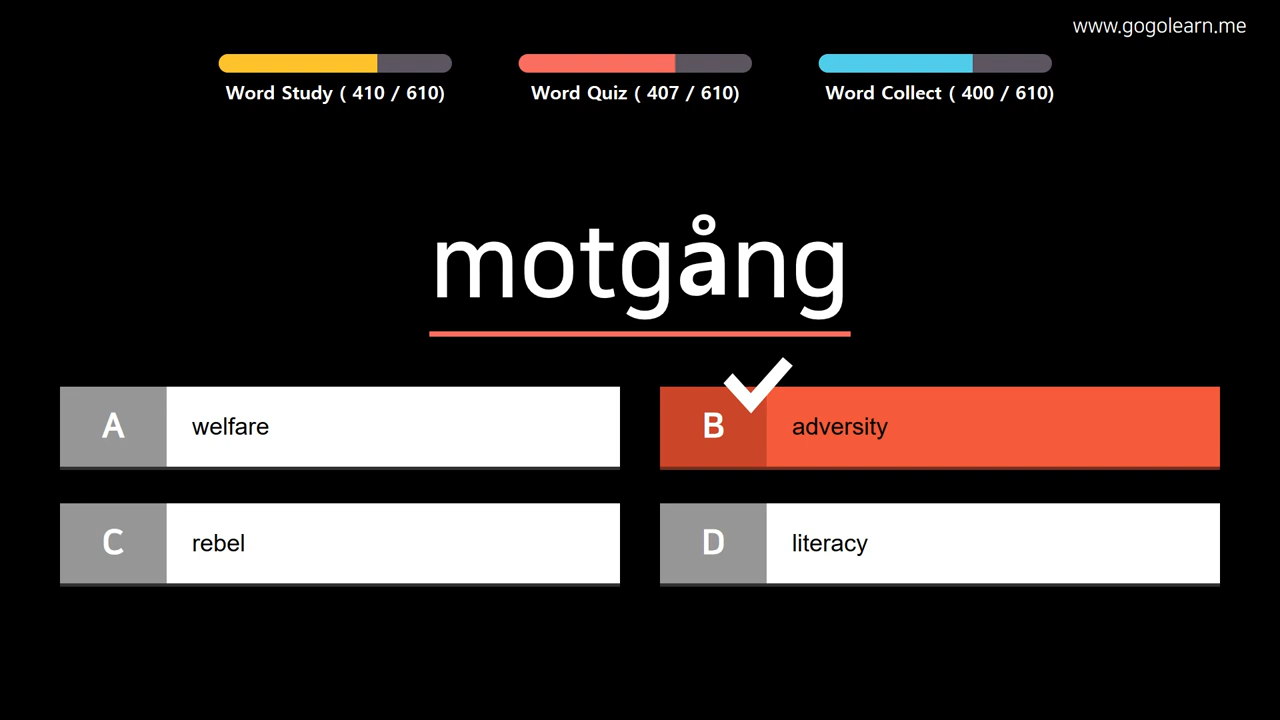 www.gogolearn.me
Word Study ( 410 / 610)
Word Quiz ( 407 / 610)
Word Collect ( 400 / 610)
motgång
A welfare
B adversity
C rebel
D literacy